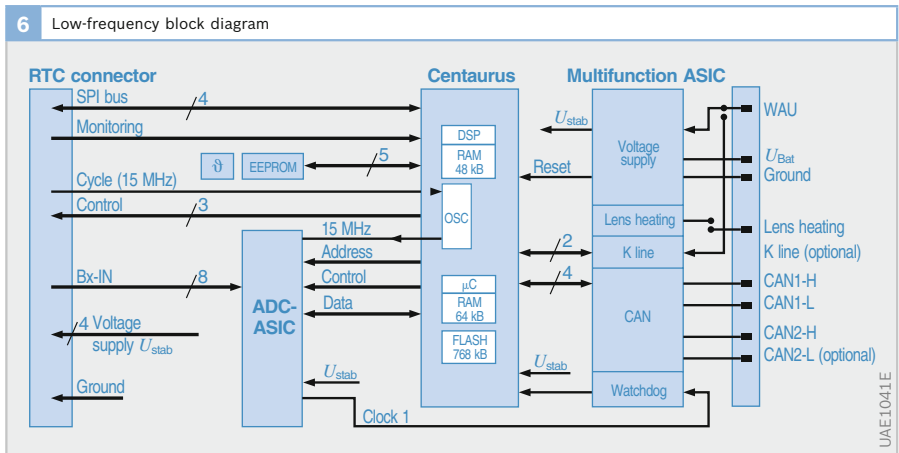 6 Low-frequency block diagram
RTC connector
Centaurus
Multifunction ASIC
SPI bus
4
Monitoring
ϑ
EEPROM
5
Cycle (15 MHz)
Control
3
15 MHz
Address
Control
Data
Bx-IN
8
ADC-
ASIC
4 Voltage
supply Ustab
Ground
Ustab
Clock 1
DSP
RAM
48 kB
OSC
µC
RAM
64 kB
FLASH
768 kB
Ustab
Reset
2
4
Ustab
Voltage
supply
Lens heating
K line
CAN
Watchdog
WAU
UBat
Ground
Lens heating
K line (optional)
CAN1-H
CAN1-L
CAN2-H
CAN2-L (optional)
UAE1041E